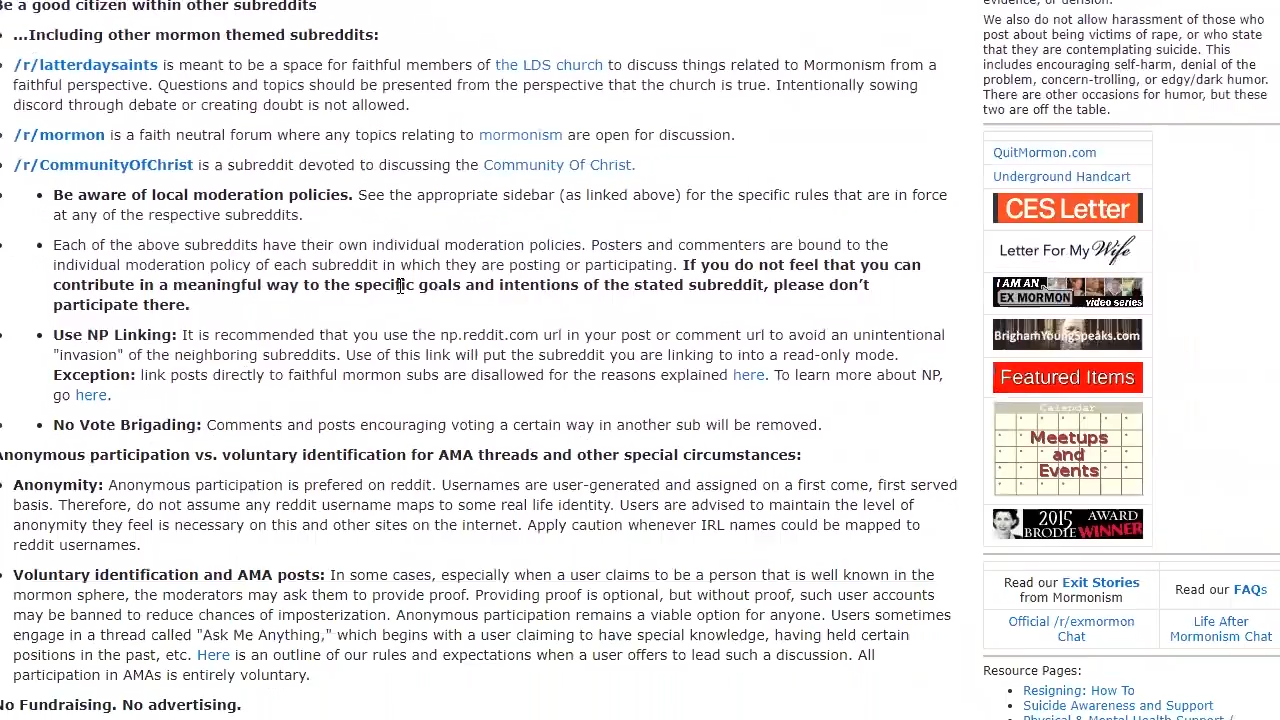 Be a good citizen within other subreddits
...Including other mormon themed subreddits:
/r/latterdaysaints is meant to be a space for faithful members of the LDS church to discuss things related to Mormonism from a
faithful perspective. Questions and topics should be presented from the perspective that the church is true. Intentionally sowing
discord through debate or creating doubt is not allowed.
/r/mormon is a faith neutral forum where any topics relating to mormonism are open for discussion.
/r/CommunityOfChrist is a subreddit devoted to discussing the Community Of Christ.
Be aware of local moderation policies. See the appropriate sidebar (as linked above) for the specific rules that are in force
at any of the respective subreddits.
Each of the above subreddits have their own individual moderation policies. Posters and commenters are bound to the
individual moderation policy of each subreddit in which they are posting or participating. If you do not feel that you can
contribute in a meaningful way to the specific goals and intentions of the stated subreddit, please don't
participate there.
Use NP Linking: It is recommended that you use the np.reddit.com url in your post or comment url to avoid an unintentional
"invasion" of the neighboring subreddits. Use of this link will put the subreddit you are linking to into a read-only mode.
Exception: link posts directly to faithful mormon subs are disallowed for the reasons explained here. To learn more about NP,
go here.
No Vote Brigading: Comments and posts encouraging voting a certain way in another sub will be removed.
Anonymous participation vs. voluntary identification for AMA threads and other special circumstances:
Anonymity: Anonymous participation is prefered on reddit. Usernames are user-generated and assigned on a first come, first served
basis. Therefore, do not assume any reddit username maps to some real life identity. Users are advised to maintain the level of
anonymity they feel is necessary on this and other sites on the internet. Apply caution whenever IRL names could be mapped to
reddit usernames.
Voluntary identification and AMA posts: In some cases, especially when a user claims to be a person that is well known in the
mormon sphere, the moderators may ask them to provide proof. Providing proof is optional, but without proof, such user accounts
may be banned to reduce chances of imposterization. Anonymous participation remains a viable option for anyone. Users sometimes
engage in a thread called "Ask Me Anything," which begins with a user claiming to have special knowledge, having held certain
positions in the past, etc. Here is an outline of our rules and expectations when a user offers to lead such a discussion. All
participation in AMAs is entirely voluntary.
No Fundraising. No advertising.
evidence, or decision.
We also do not allow harassment of those who
post about being victims of rape, or who state
that they are contemplating suicide. This
includes encouraging self-harm, denial of the
problem, concern-trolling, or edgy/dark humor.
There are other occasions for humor, but these
two are off the table.
QuitMormon.com
Underground Handcart
CES Letter
Letter For My Wife
I AM AN
EX MORMON
video series
BrighamYoungSpeaks.com
Featured Items
Calendar
Meetups
and
Events
2015 AWARD
BRODIE WINNER
Read our Exit Stories
from Mormonism
Read our FAQs
Official /r/exmormon
Chat
Life After
Mormonism Chat
Resource Pages:
Resigning: How To
Suicide Awareness and Support
Physical & Mental Health Support /